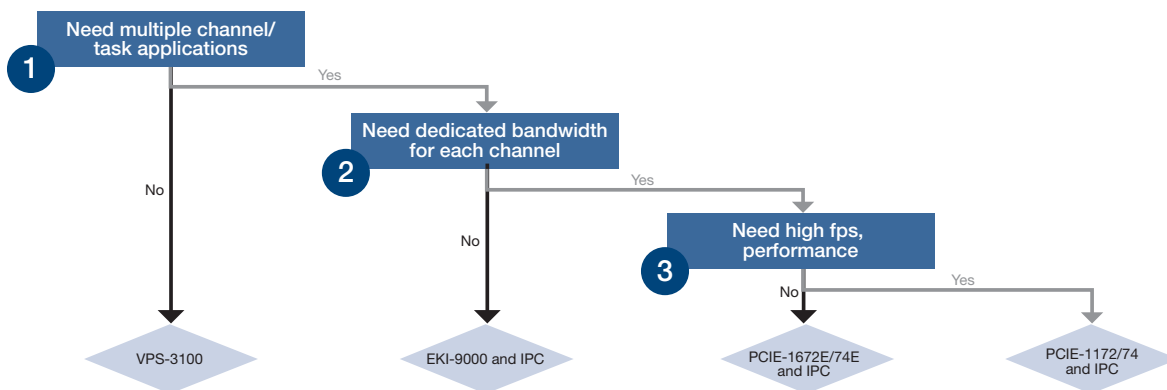 Need multiple channel/
task applications
1
Yes
Need dedicated bandwidth
for each channel
2
No
Yes
Need high fps,
performance
No
3
Yes
No
VPS-3100
EKI-9000 and IPC
PCIE-1672E/74E
and IPC
PCIE-1172/74
and IPC